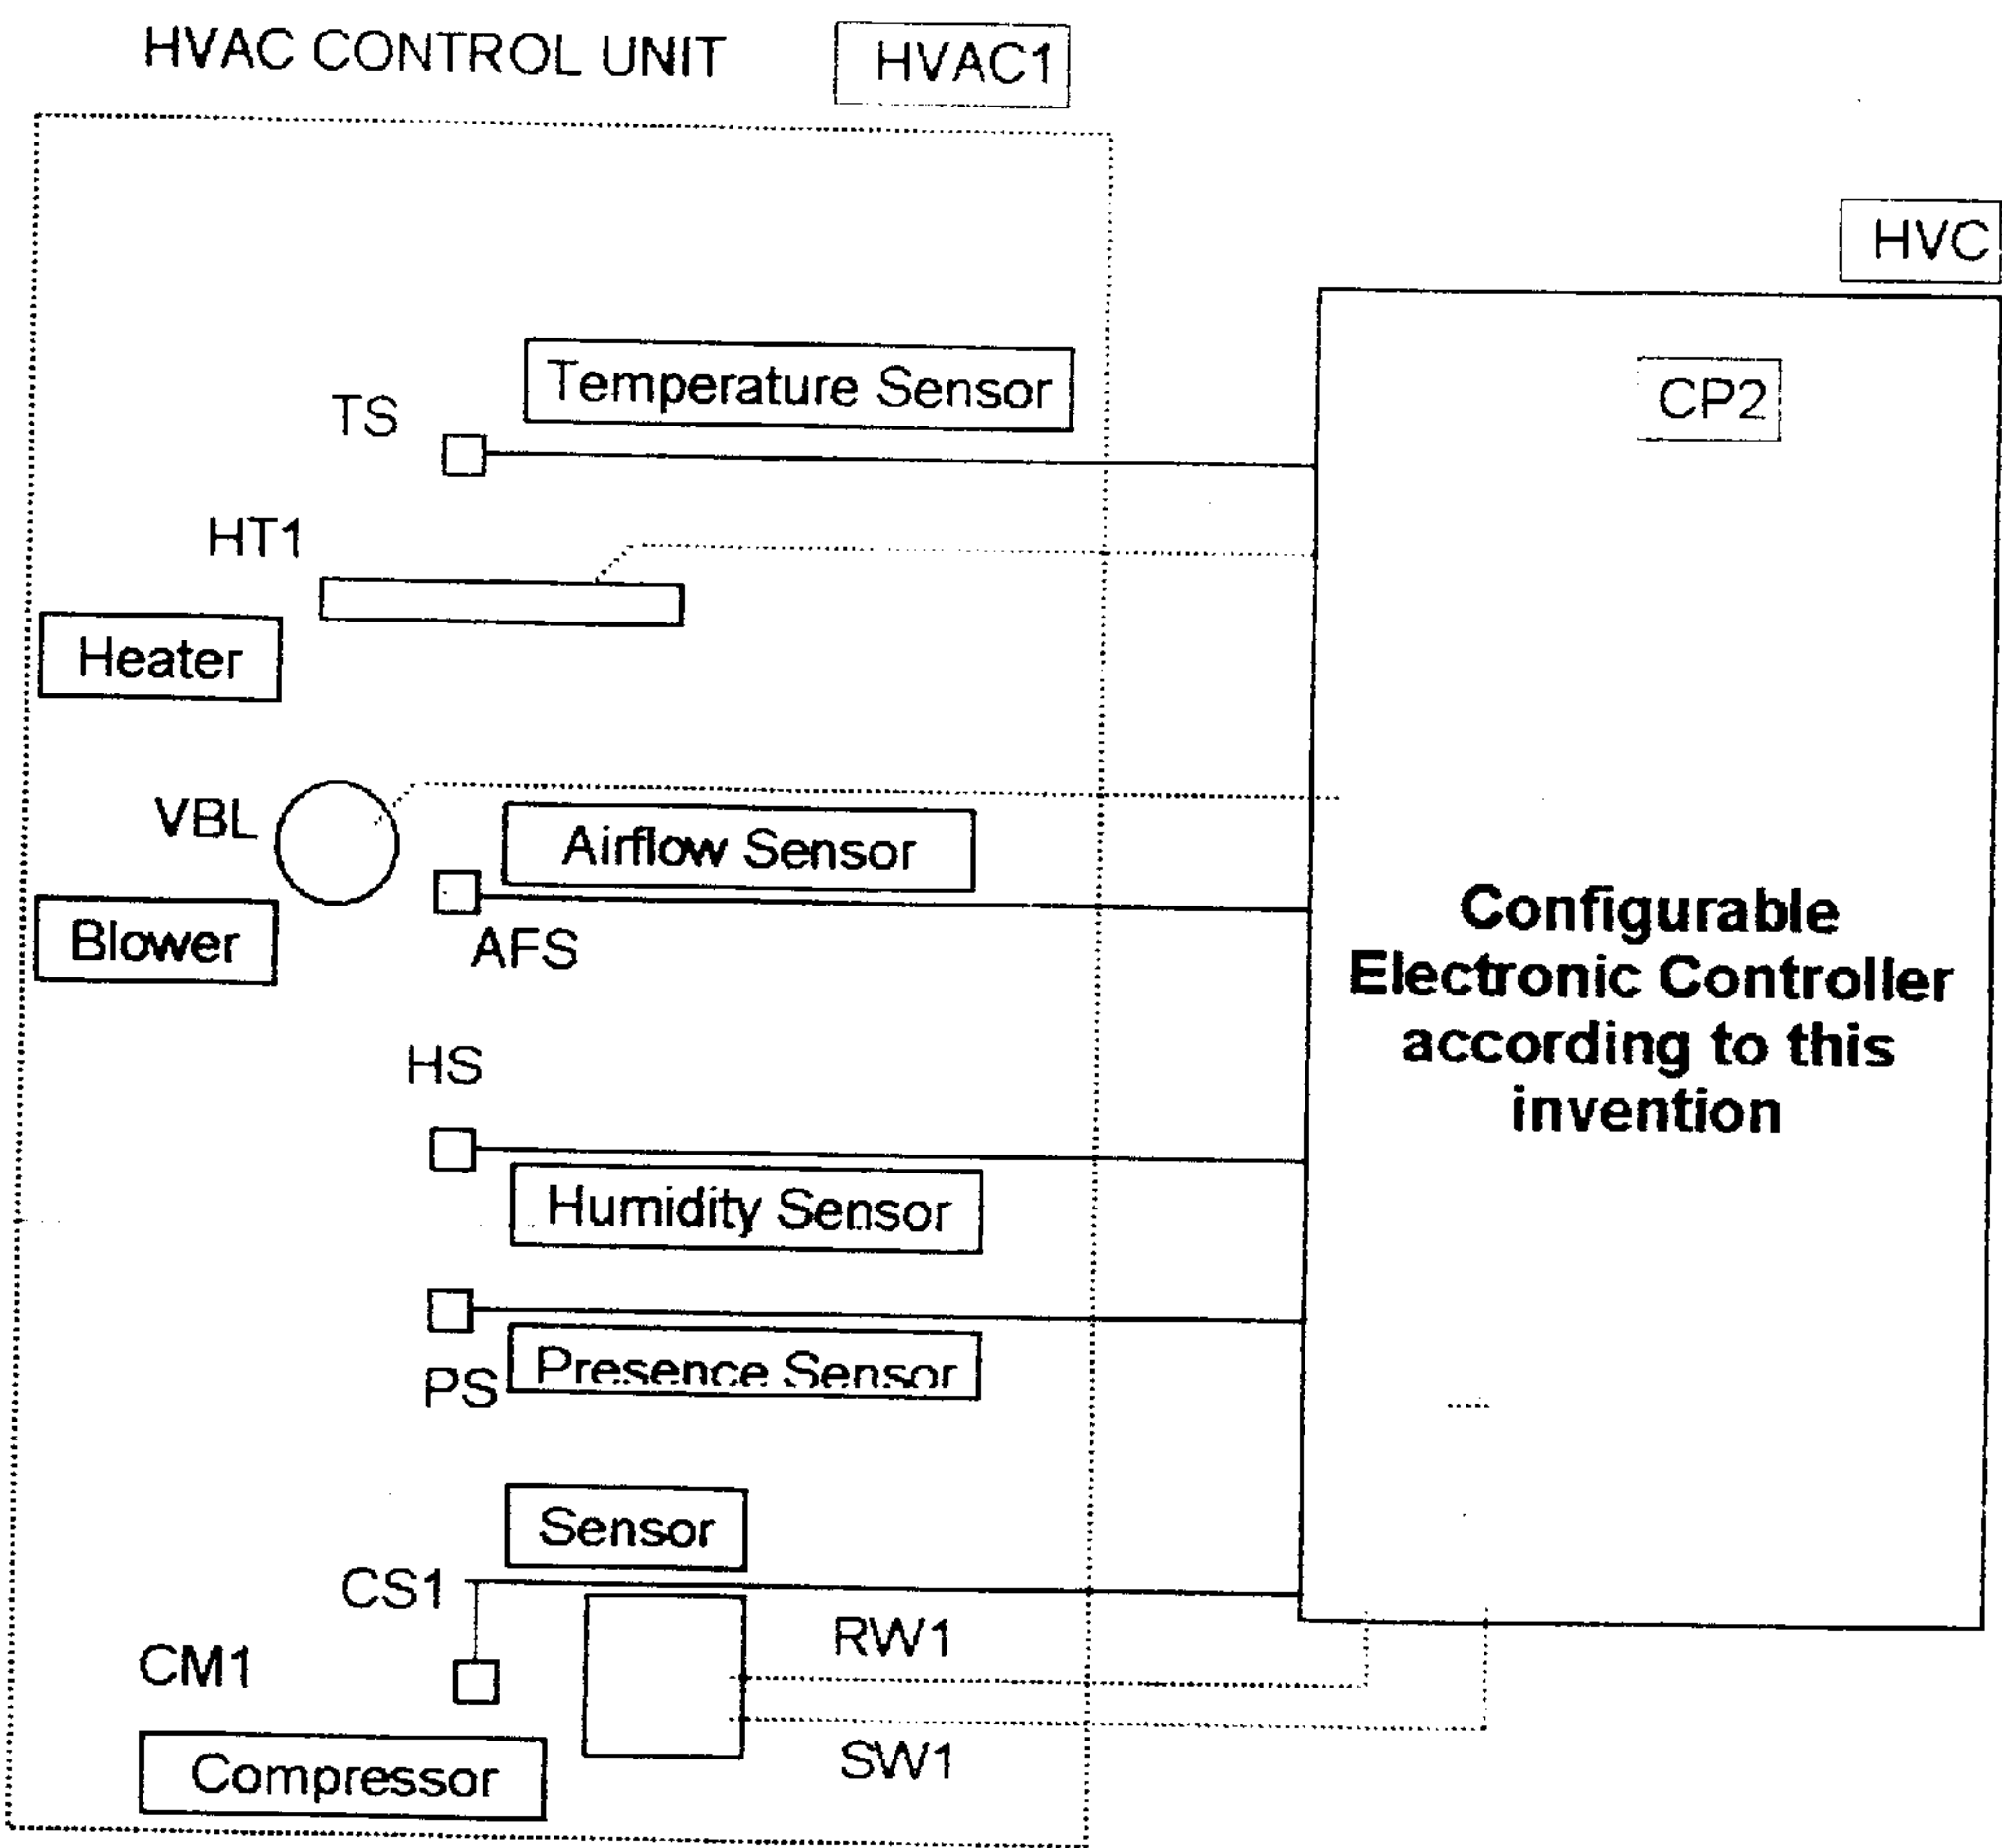 HVAC CONTROL UNIT
HVAC1
HVC
Temperature Sensor
CP2
TS
HT1
Heater
VBL
Airflow Sensor
Blower
AFS
Configurable
Electronic Controller
according to this
invention
HS
Humidity Sensor
PS
Presence Sensor
Sensor
CS1
RW1
CM1
SW1
Compressor